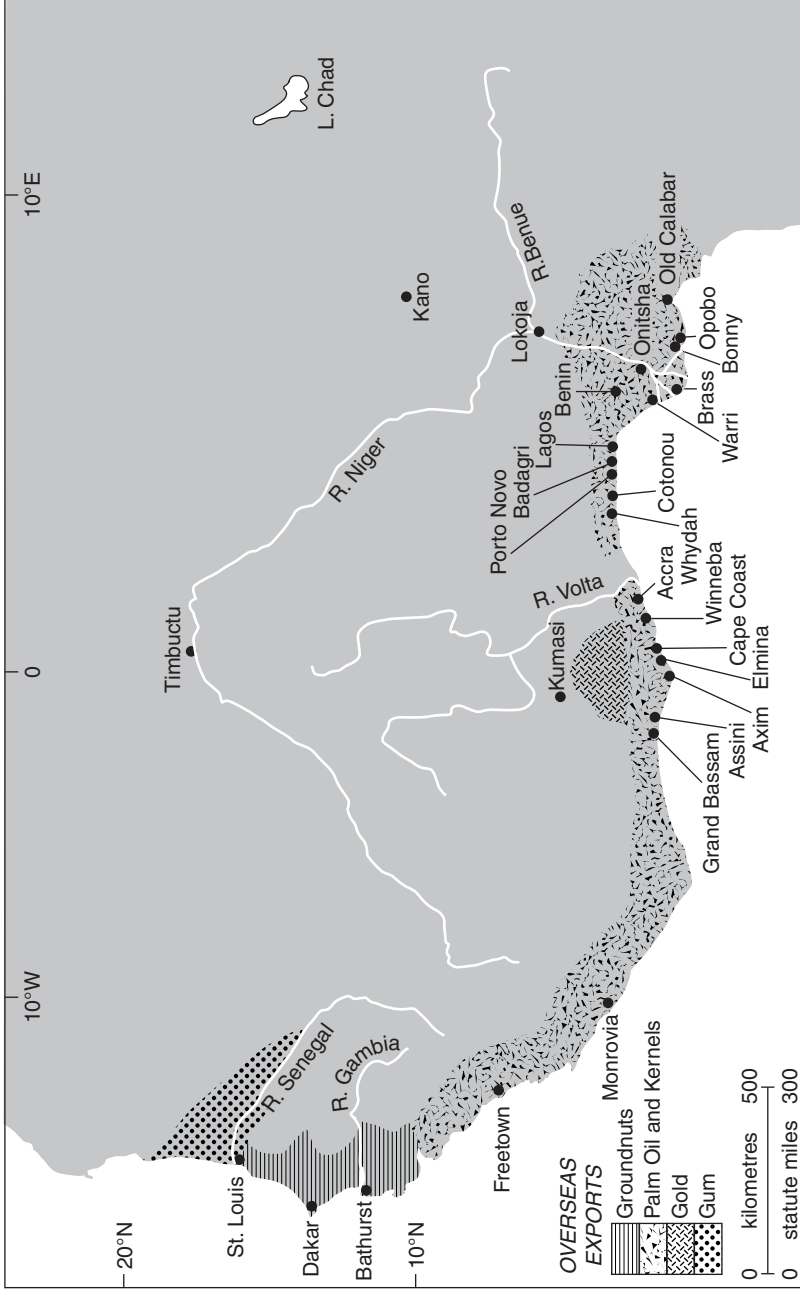 10°W
0
10°E
20°N
10°N
L. Chad
Timbuctu
Kano
R. Niger
R.Benue
Lokoja
R. Senegal
R. Gambia
R. Volta
Kumasi
St. Louis
Dakar
Bathurst
Freetown
Monrovia
Grand Bassam
Assini
Axim
Elmina
Cape Coast
Winneba
Accra
Whydah
Cotonou
Porto Novo
Badagri
Lagos
Benin
Warri
Brass
Bonny
Opobo
Onitsha
Old Calabar
OVERSEAS
EXPORTS
Groundnuts
Palm Oil and Kernels
Gold
Gum
0 kilometres 500
0 statute miles 300